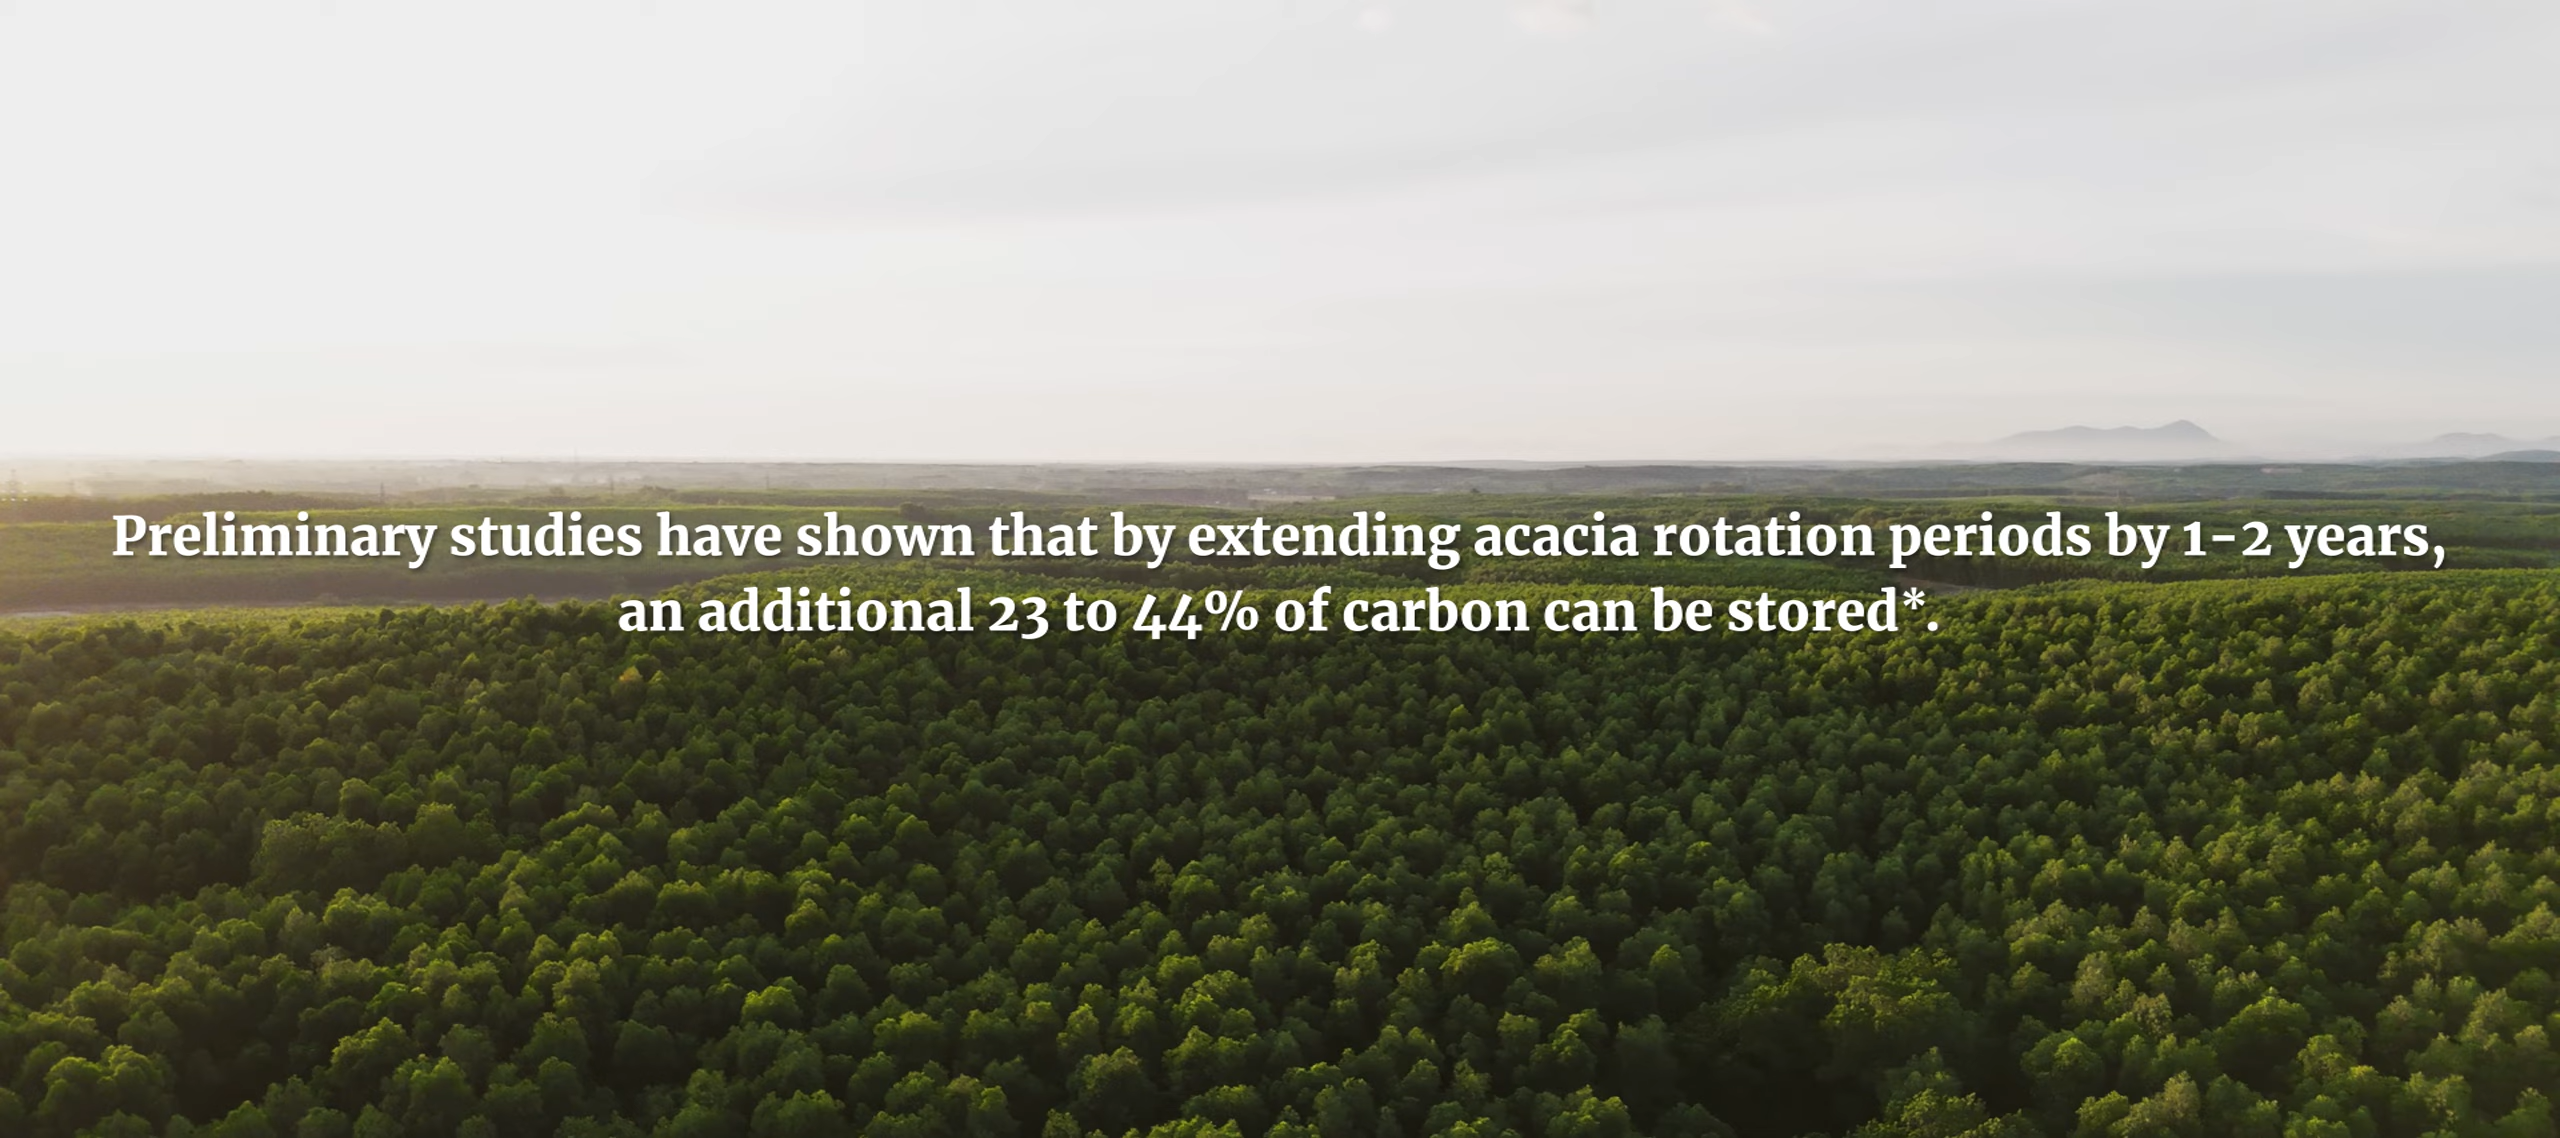 Preliminary studies have shown that by extending acacia rotation periods by 1-2 years,
an additional 23 to 44% of carbon can be stored*.